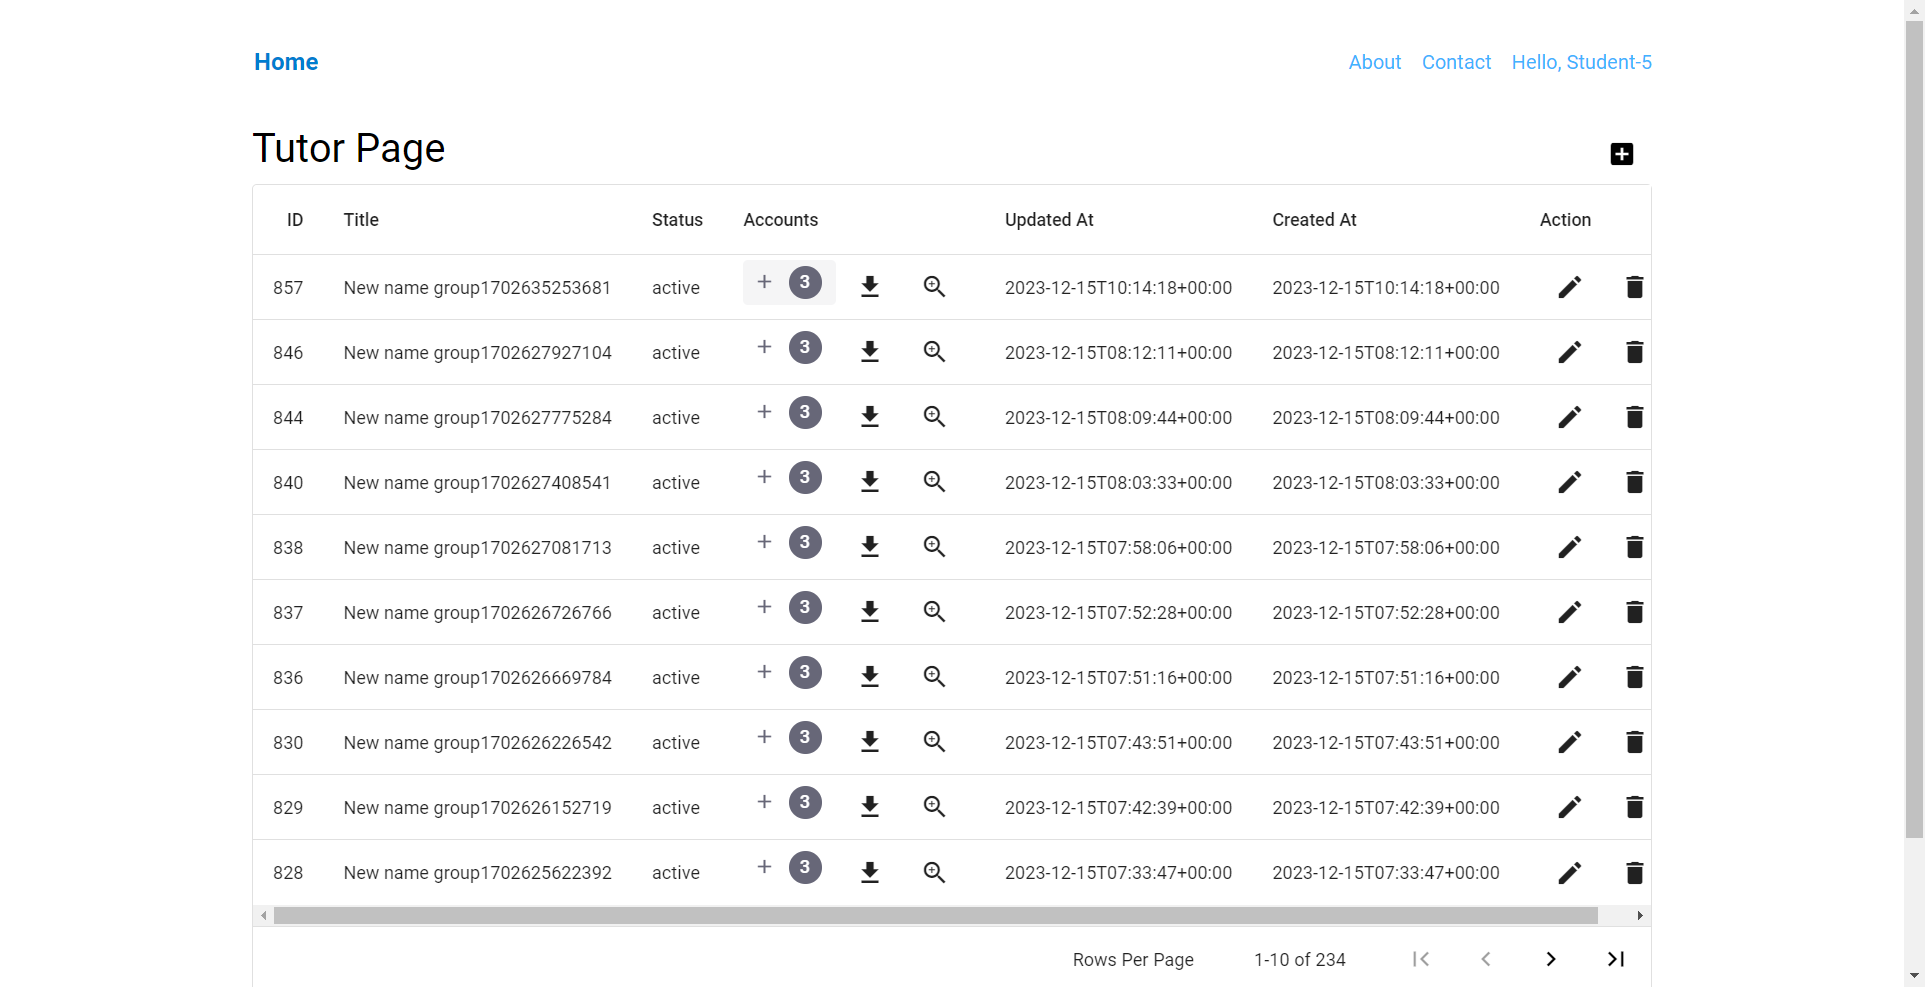 Home About Contact Hello, Student-5
Tutor Page
ID Title Status Accounts Updated At Created At Action
857 New name group1702635253681 active + 3 2023-12-15T10:14:18+00:00 2023-12-15T10:14:18+00:00
846 New name group1702627927104 active + 3 2023-12-15T08:12:11+00:00 2023-12-15T08:12:11+00:00
844 New name group1702627775284 active + 3 2023-12-15T08:09:44+00:00 2023-12-15T08:09:44+00:00
840 New name group1702627408541 active + 3 2023-12-15T08:03:33+00:00 2023-12-15T08:03:33+00:00
838 New name group1702627081713 active + 3 2023-12-15T07:58:06+00:00 2023-12-15T07:58:06+00:00
837 New name group1702626726766 active + 3 2023-12-15T07:52:28+00:00 2023-12-15T07:52:28+00:00
836 New name group1702626669784 active + 3 2023-12-15T07:51:16+00:00 2023-12-15T07:51:16+00:00
830 New name group1702626226542 active + 3 2023-12-15T07:43:51+00:00 2023-12-15T07:43:51+00:00
829 New name group1702626152719 active + 3 2023-12-15T07:42:39+00:00 2023-12-15T07:42:39+00:00
828 New name group1702625622392 active + 3 2023-12-15T07:33:47+00:00 2023-12-15T07:33:47+00:00
Rows Per Page 1-10 of 234